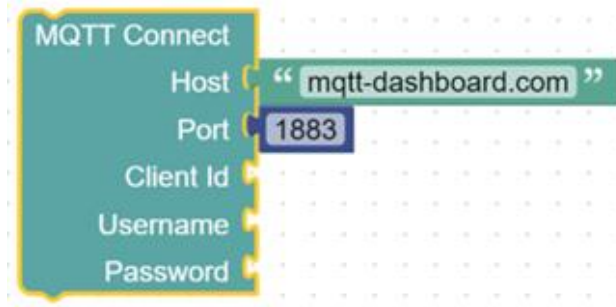 MQTT Connect
Host “ mqtt-dashboard.com ”
Port 1883
Client Id
Username
Password